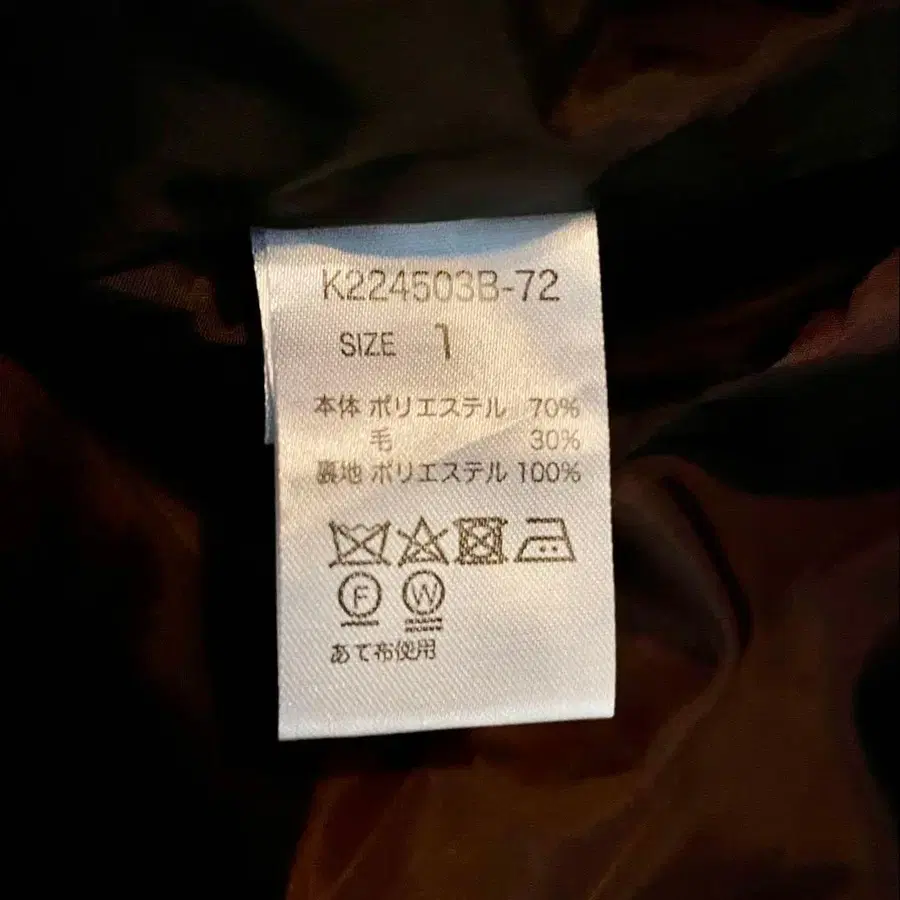 K224503B-72
SIZE 1
本体 ポリエステル 70%
毛 30%
裏地 ポリエステル 100%
F W
あて布使用